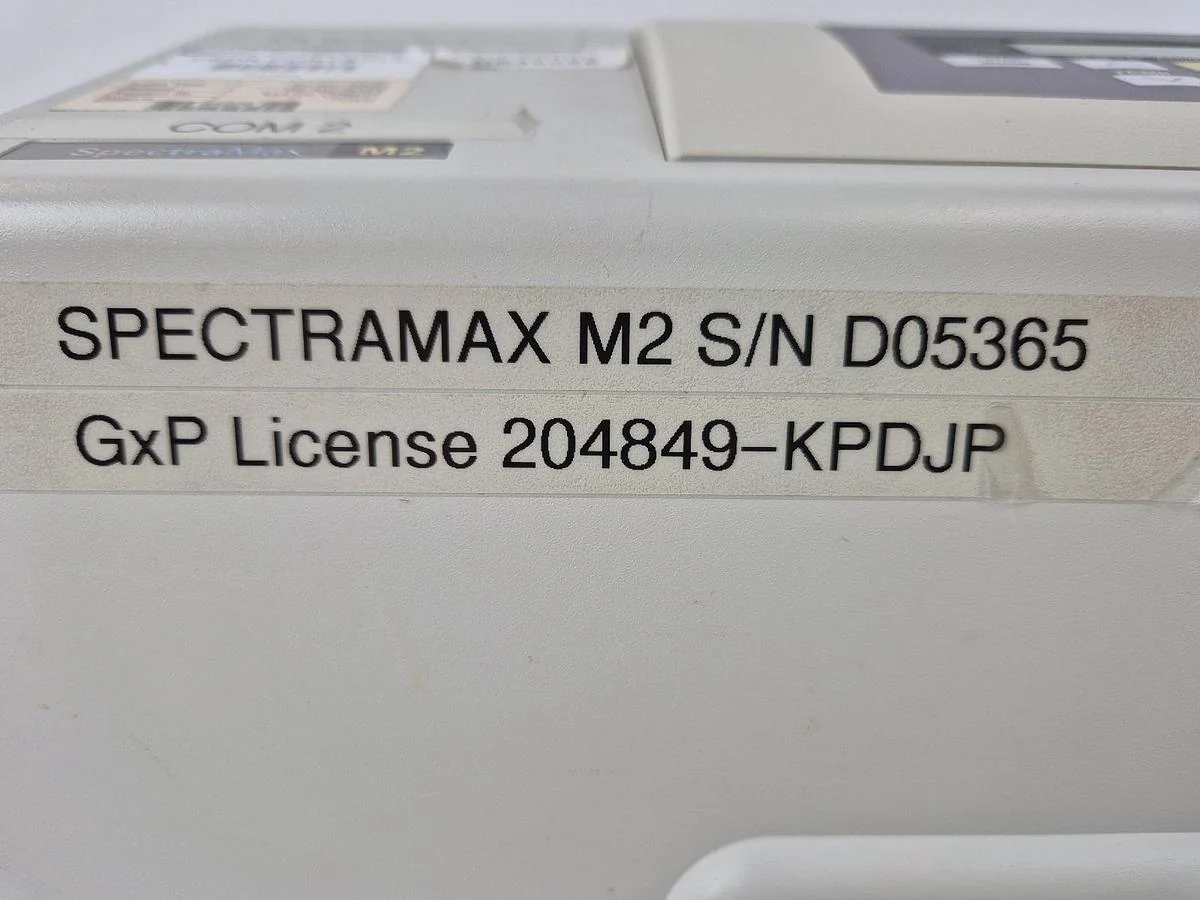 COM 2
SpectraMax M2
SPECTRAMAX M2 S/N D05365
GxP License 204849-KPDJP